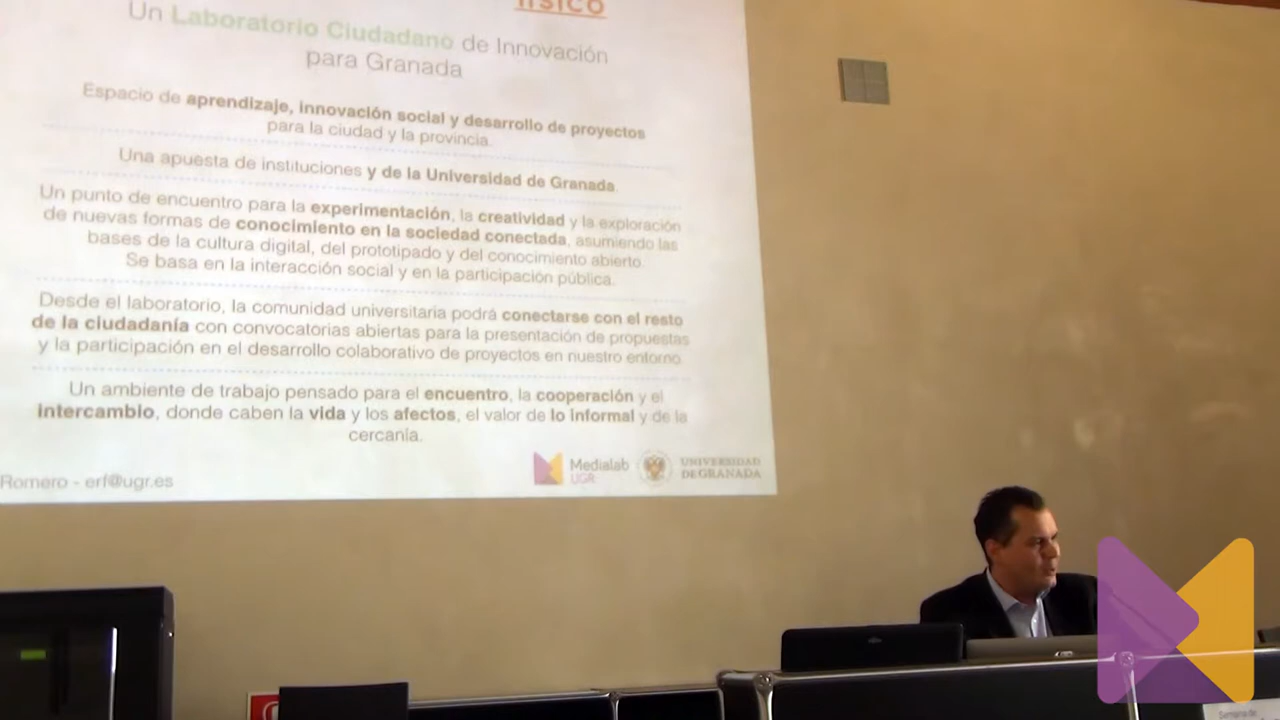 físico
Un Laboratorio Ciudadano de Innovación
para Granada
Espacio de aprendizaje, innovación social y desarrollo de proyectos
para la ciudad y la provincia.
Una apuesta de instituciones y de la Universidad de Granada.
Un punto de encuentro para la experimentación, la creatividad y la exploración
de nuevas formas de conocimiento en la sociedad conectada, asumiendo las
bases de la cultura digital, del prototipado y del conocimiento abierto.
Se basa en la interacción social y en la participación pública.
Desde el laboratorio, la comunidad universitaria podrá conectarse con el resto
de la ciudadanía con convocatorias abiertas para la presentación de propuestas
y la participación en el desarrollo colaborativo de proyectos en nuestro entorno
Un ambiente de trabajo pensado para el encuentro, la cooperación y el
intercambio, donde caben la vida y los afectos, el valor de lo informal y de la
cercanía.
Romero - erf@ugr.es
Medialab
UGR
UNIVERSIDAD
DE GRANADA
Semana de